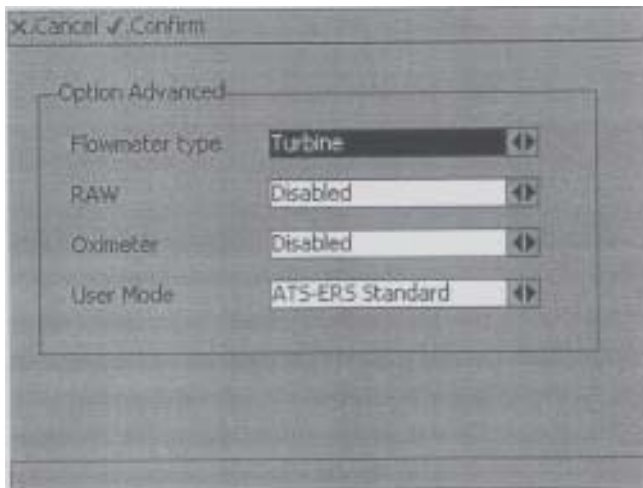 X:Cancel ✓:Confirm
Option Advanced
Flowmeter type Turbine
RAW Disabled
Oximeter Disabled
User Mode ATS-ERS Standard